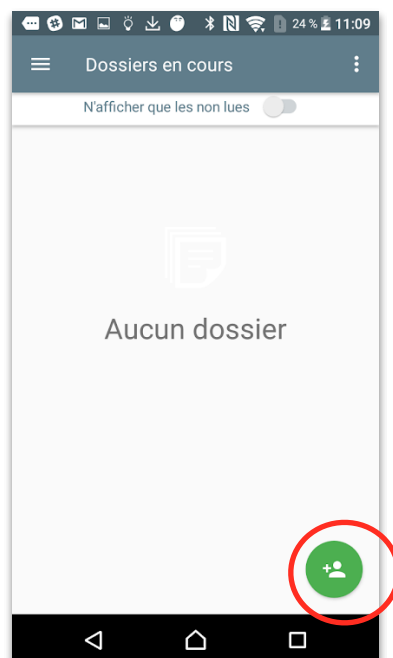 24 % 11:09
Dossiers en cours
N'afficher que les non lues
Aucun dossier